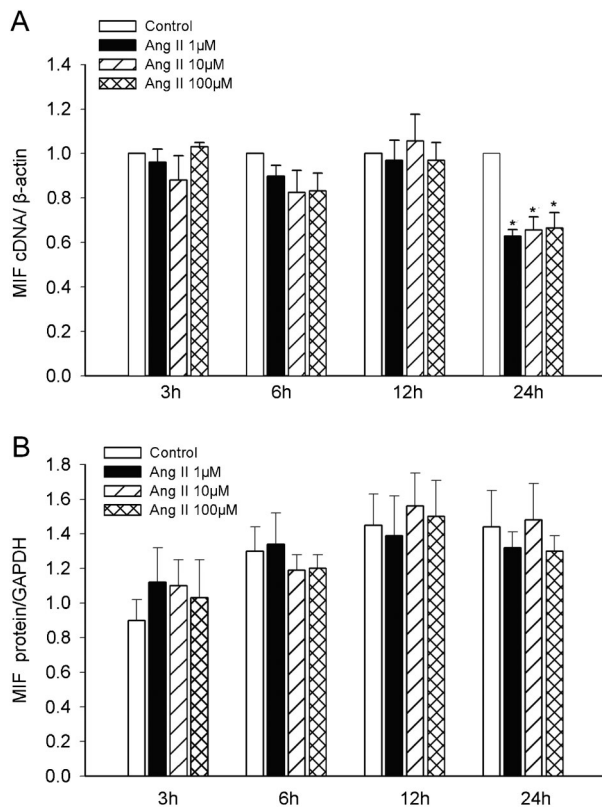 A
Control
Ang II 1μM
Ang II 10μM
Ang II 100μM
MIF cDNA/ β-actin
1.4
1.2
1.0
0.8
0.6
0.4
0.2
0.0
* * *
3h 6h 12h 24h
B
Control
Ang II 1μM
Ang II 10μM
Ang II 100μM
MIF protein/GAPDH
1.8
1.6
1.4
1.2
1.0
0.8
0.6
0.4
0.2
0.0
3h 6h 12h 24h